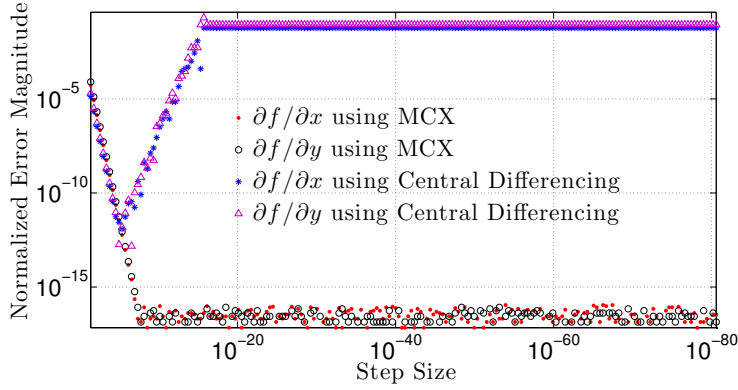 Normalized Error Magnitude
10⁻⁵
10⁻¹⁰
10⁻¹⁵
∂f/∂x using MCX
∂f/∂y using MCX
∂f/∂x using Central Differencing
∂f/∂y using Central Differencing
10⁻²⁰ 10⁻⁴⁰ 10⁻⁶⁰ 10⁻⁸⁰
Step Size